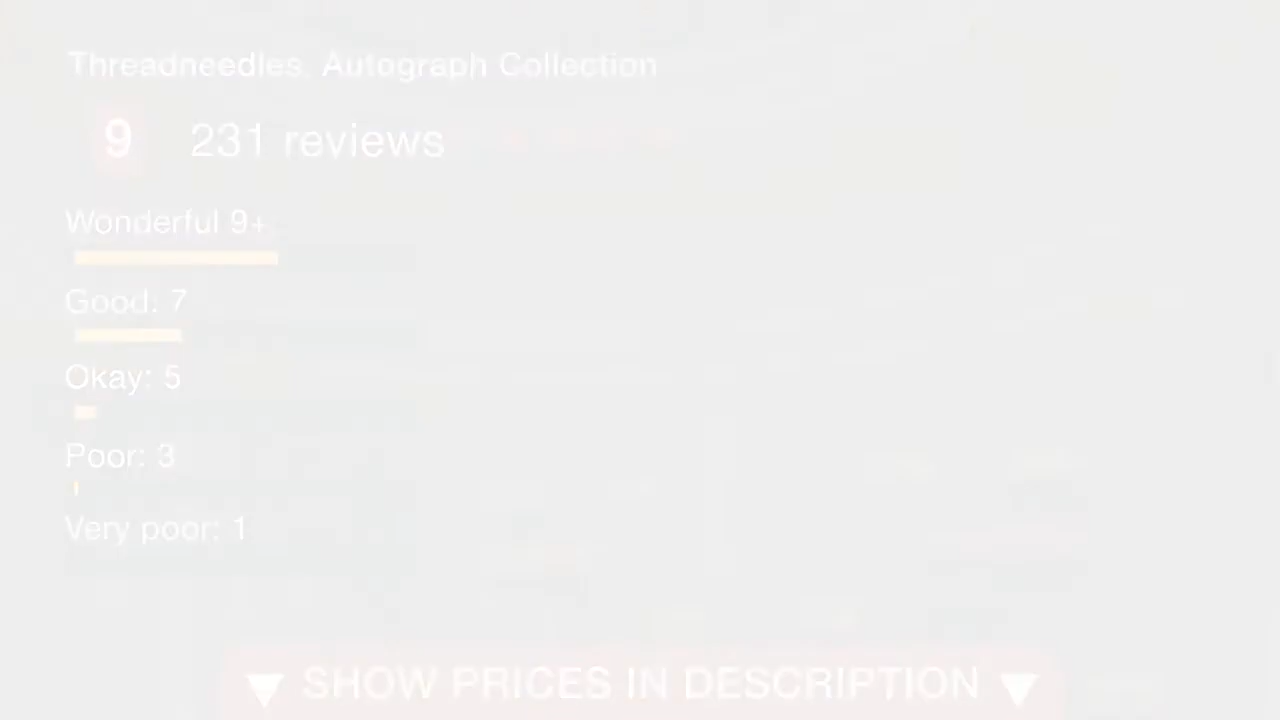 Threadneedles, Autograph Collection
9 231 reviews
Wonderful 9+
Good: 7
Okay: 5
Poor: 3
Very poor: 1
▼ SHOW PRICES IN DESCRIPTION ▼